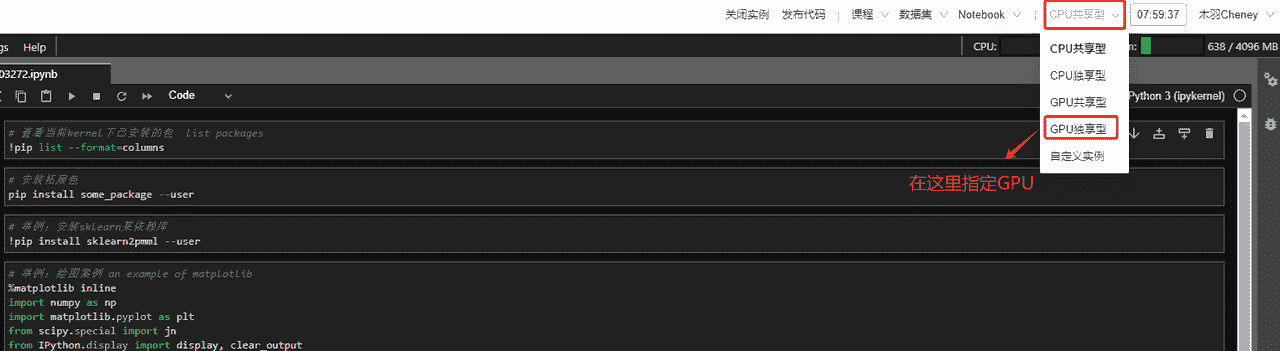 关闭实例 发布代码 课程 数据集 Notebook CPU共享型 07:59:37 木羽Cheney
gs Help CPU: m: 638 / 4096 MB
CPU共享型
CPU独享型
GPU共享型
GPU独享型
自定义实例
03272.ipynb
Code Python 3 (ipykernel)
# 查看当前kernel下已安装的包 list packages
!pip list --format=columns
在这里指定GPU
# 安装拓展包
pip install some_package --user
# 举例：安装sklearn某依赖库
!pip install sklearn2pmml --user
# 举例：绘图案例 an example of matplotlib
%matplotlib inline
import numpy as np
import matplotlib.pyplot as plt
from scipy.special import jn
from IPython.display import display, clear_output